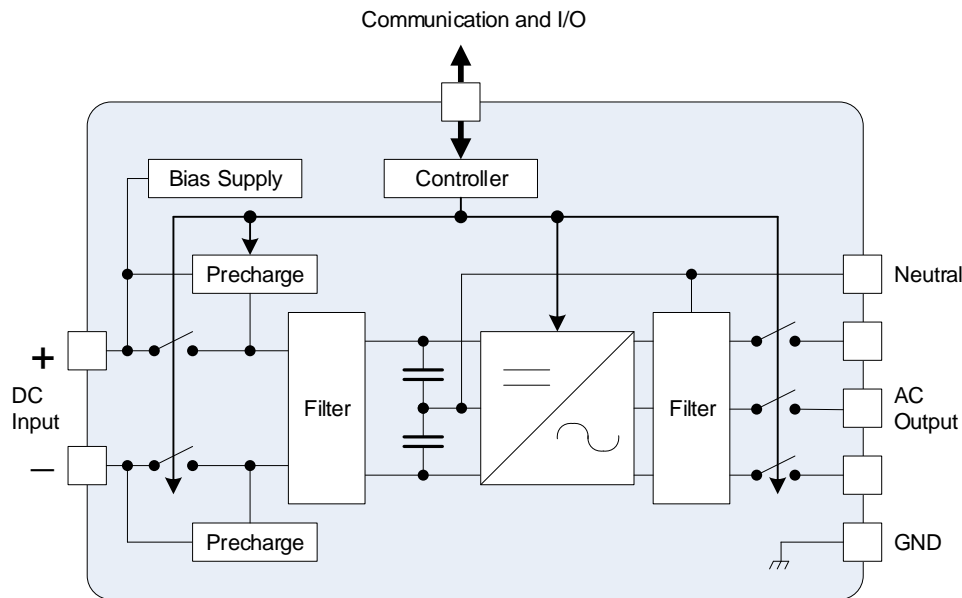 Communication and I/O
Bias Supply
Controller
Precharge
Neutral
+
DC
Input
–
Filter
Filter
AC
Output
Precharge
GND